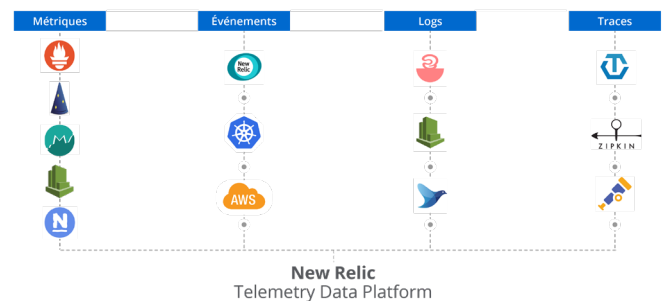 Métriques Événements Logs Traces
New
Relic
ZIPKIN
AWS
N
New Relic
Telemetry Data Platform